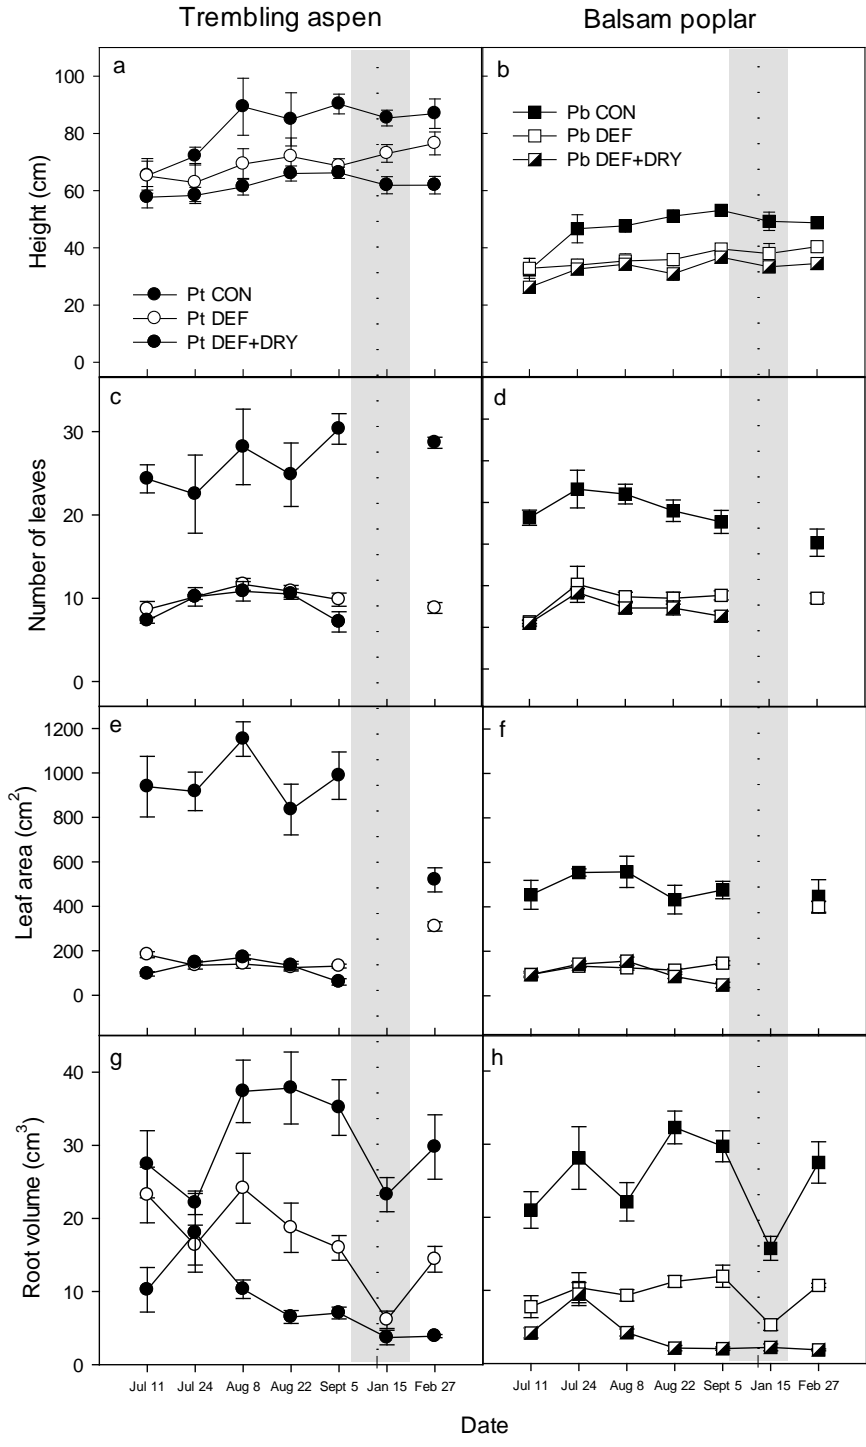 Trembling aspen
Balsam poplar
a
b
100
80
60
40
20
0
Height (cm)
Pt CON
Pt DEF
Pt DEF+DRY
Pb CON
Pb DEF
Pb DEF+DRY
c
d
30
20
10
0
Number of leaves
e
f
1200
1000
800
600
400
200
0
Leaf area (cm²)
g
h
40
30
20
10
0
Root volume (cm³)
Jul 11 Jul 24 Aug 8 Aug 22 Sept 5 Jan 15 Feb 27
Jul 11 Jul 24 Aug 8 Aug 22 Sept 5 Jan 15 Feb 27
Date